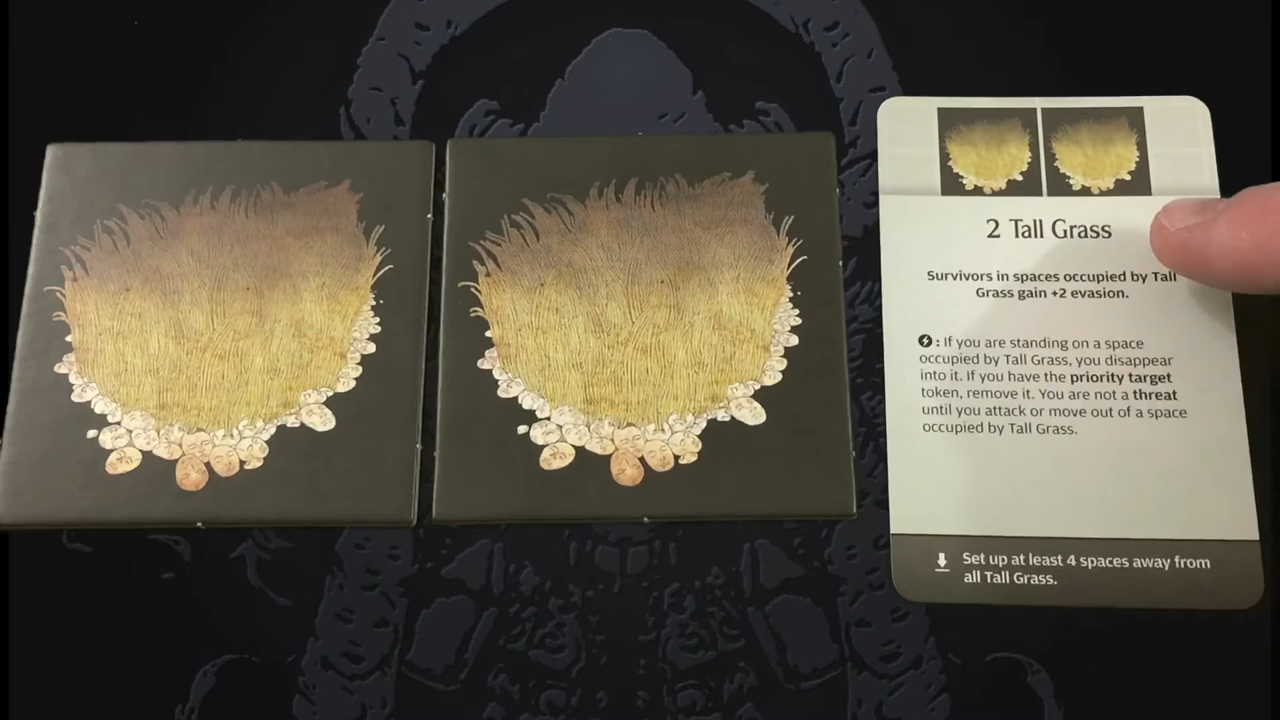 2 Tall Grass
Survivors in spaces occupied by Tall
Grass gain +2 evasion.
: If you are standing on a space
occupied by Tall Grass, you disappear
into it. If you have the priority target
token, remove it. You are not a threat
until you attack or move out of a space
occupied by Tall Grass.
Set up at least 4 spaces away from
all Tall Grass.